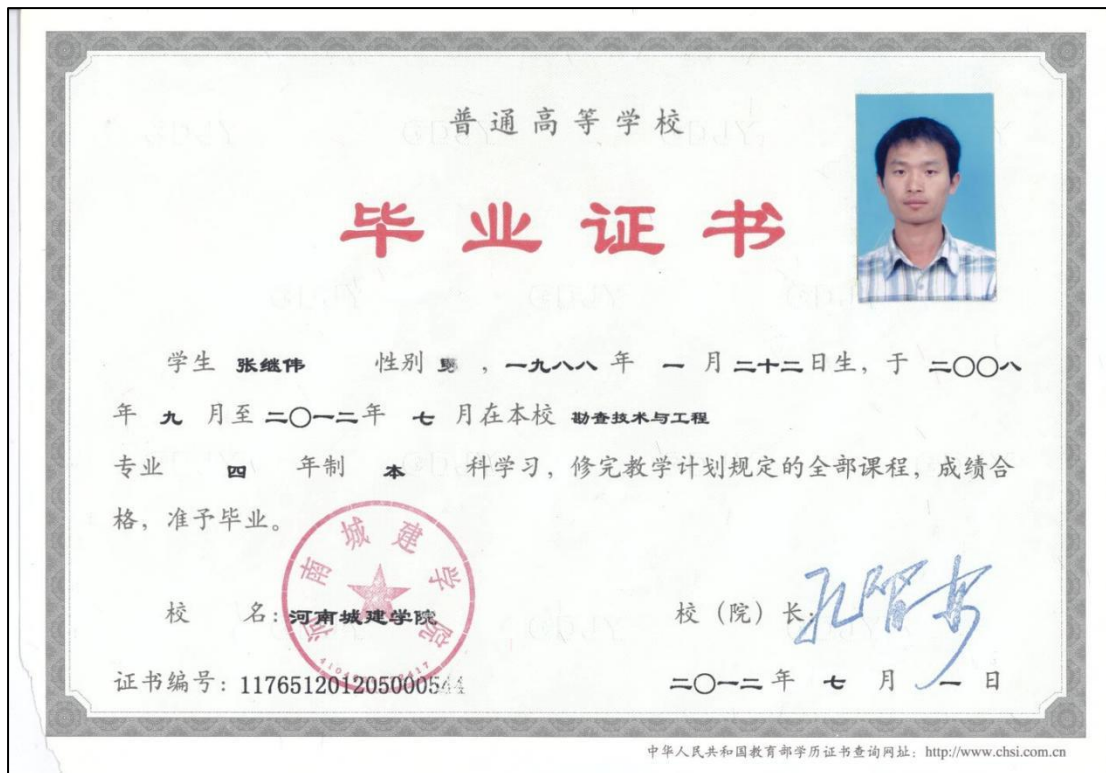 普通高等学校
毕业证书
学生 张继伟 性别 男 ，一九八八 年 一 月 二十二日生，于 二〇〇八
年 九 月至 二〇一二年 七 月在本校 勘查技术与工程
专业 四 年制 本 科学习，修完教学计划规定的全部课程，成绩合
格，准予毕业。
河南城建学院
校 名：河南城建学院 校（院）长：
证书编号：117651201205000544 二〇一二 年 七 月 一 日
中华人民共和国教育部学历证书查询网址：http://www.chsi.com.cn